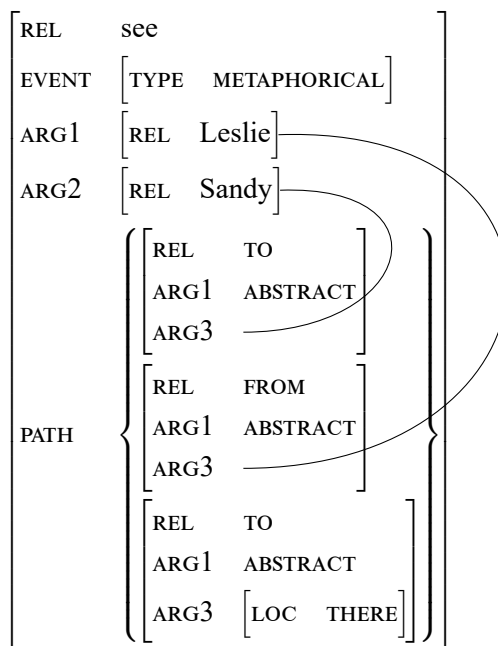 REL see
EVENT [TYPE METAPHORICAL]
ARG1 [REL Leslie]
ARG2 [REL Sandy]
REL TO
ARG1 ABSTRACT
ARG3
REL FROM
PATH ARG1 ABSTRACT
ARG3
REL TO
ARG1 ABSTRACT
ARG3 [LOC THERE]